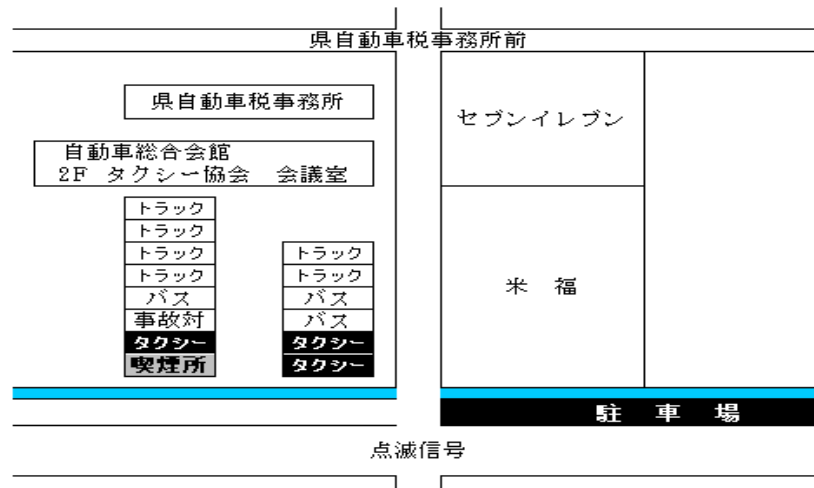 県自動車税事務所前
県自動車税事務所
セブンイレブン
自動車総合会館
2F タクシー協会 会議室
トラック
トラック
トラック
トラック
バス
事故対
タクシー
喫煙所
トラック
トラック
バス
バス
タクシー
タクシー
米 福
駐 車 場
点滅信号